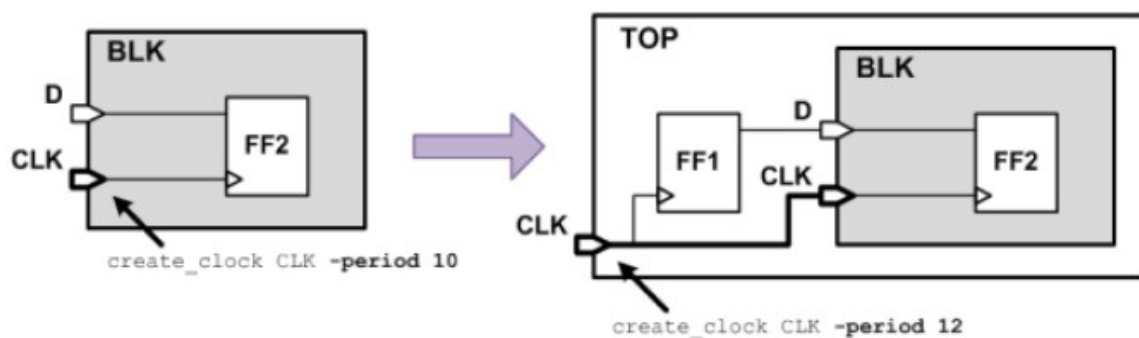 BLK
D
FF2
CLK
create_clock CLK -period 10
TOP
BLK
D
FF1
FF2
CLK
CLK
create_clock CLK -period 12